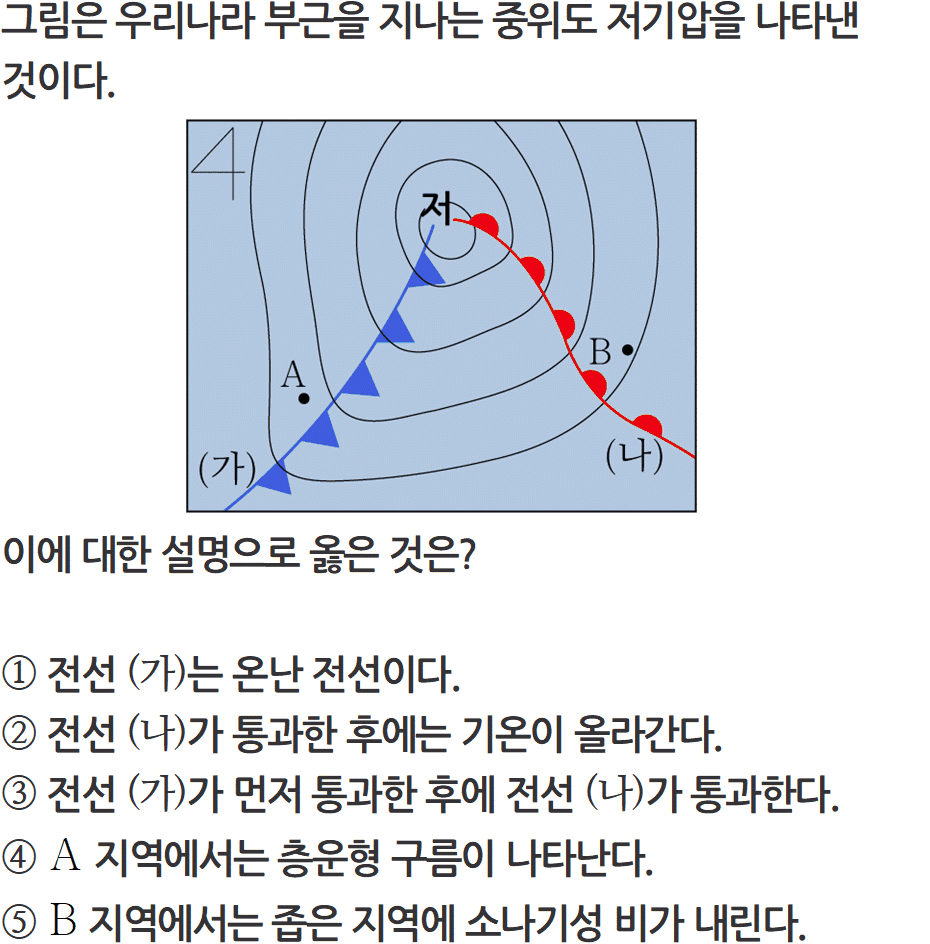 그림은 우리나라 부근을 지나는 중위도 저기압을 나타낸
것이다.
4
저
A
B
(가)
(나)
이에 대한 설명으로 옳은 것은?
① 전선 (가)는 온난 전선이다.
② 전선 (나)가 통과한 후에는 기온이 올라간다.
③ 전선 (가)가 먼저 통과한 후에 전선 (나)가 통과한다.
④ A 지역에서는 층운형 구름이 나타난다.
⑤ B 지역에서는 좁은 지역에 소나기성 비가 내린다.